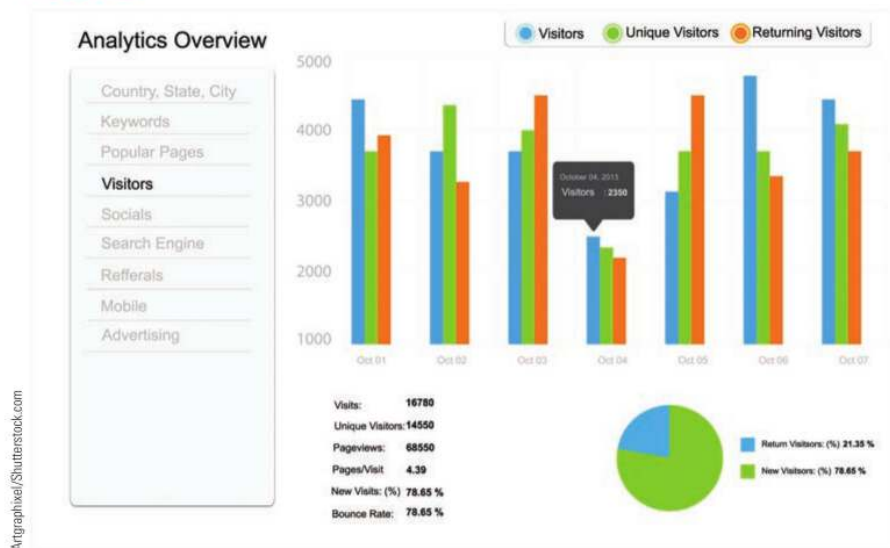 Analytics Overview
Visitors
Unique Visitors
Returning Visitors
Country, State, City
Keywords
Popular Pages
Visitors
Socials
Search Engine
Refferals
Mobile
Advertising
5000
4000
3000
2000
1000
October 04, 2013
Visitors : 2350
Oct 01
Oct 02
Oct 03
Oct 04
Oct 05
Oct 06
Oct 07
Visits: 16780
Unique Visitors: 14550
Pageviews: 68550
Pages/Visit 4.39
New Visits: (%) 78.65 %
Bounce Rate: 78.65 %
Return Visitsors: (%) 21.35 %
New Visitsors: (%) 78.65 %
Artgraphixel/Shutterstock.com